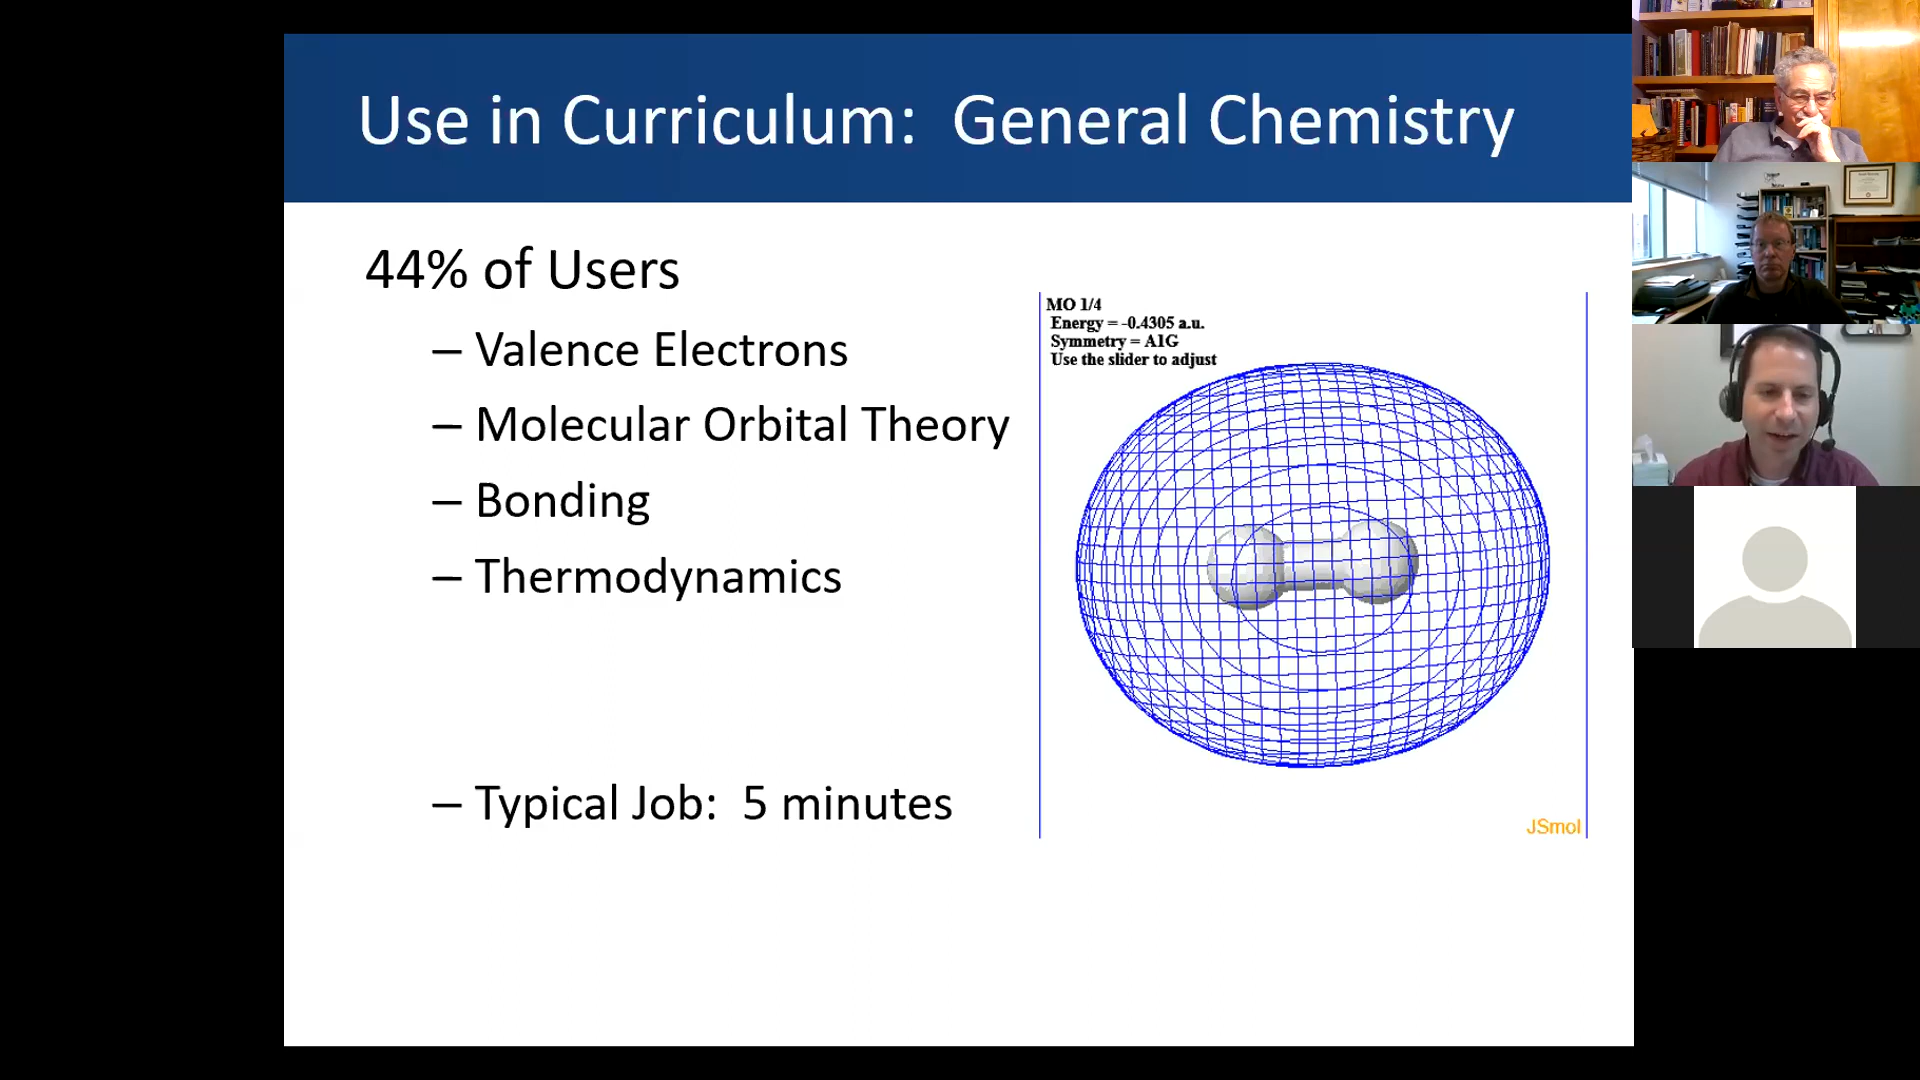 Use in Curriculum: General Chemistry
44% of Users
– Valence Electrons
– Molecular Orbital Theory
– Bonding
– Thermodynamics
– Typical Job: 5 minutes
MO 1/4
Energy = -0.4305 a.u.
Symmetry = A1G
Use the slider to adjust
JSmol